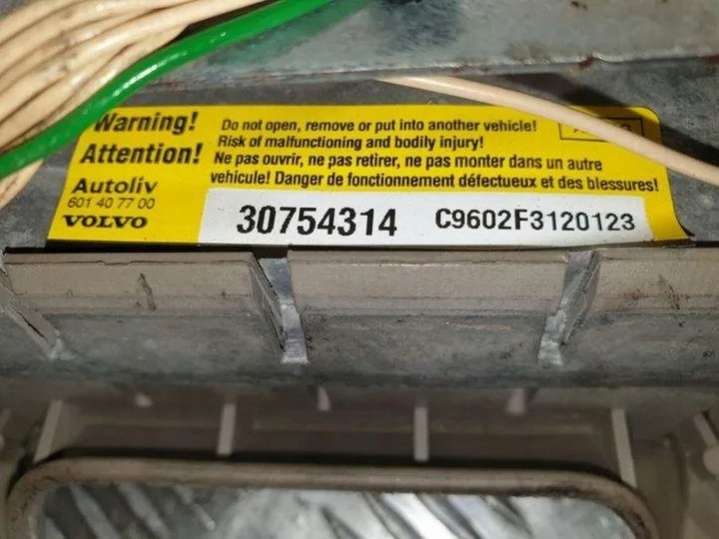 Warning!
Attention!
Do not open, remove or put into another vehicle!
Risk of malfunctioning and bodily injury!
Ne pas ouvrir, ne pas retirer, ne pas monter dans un autre
vehicule! Danger de fonctionnement défectueux et des blessures!
Autoliv
601 40 77 00
VOLVO
30754314 C9602F3120123